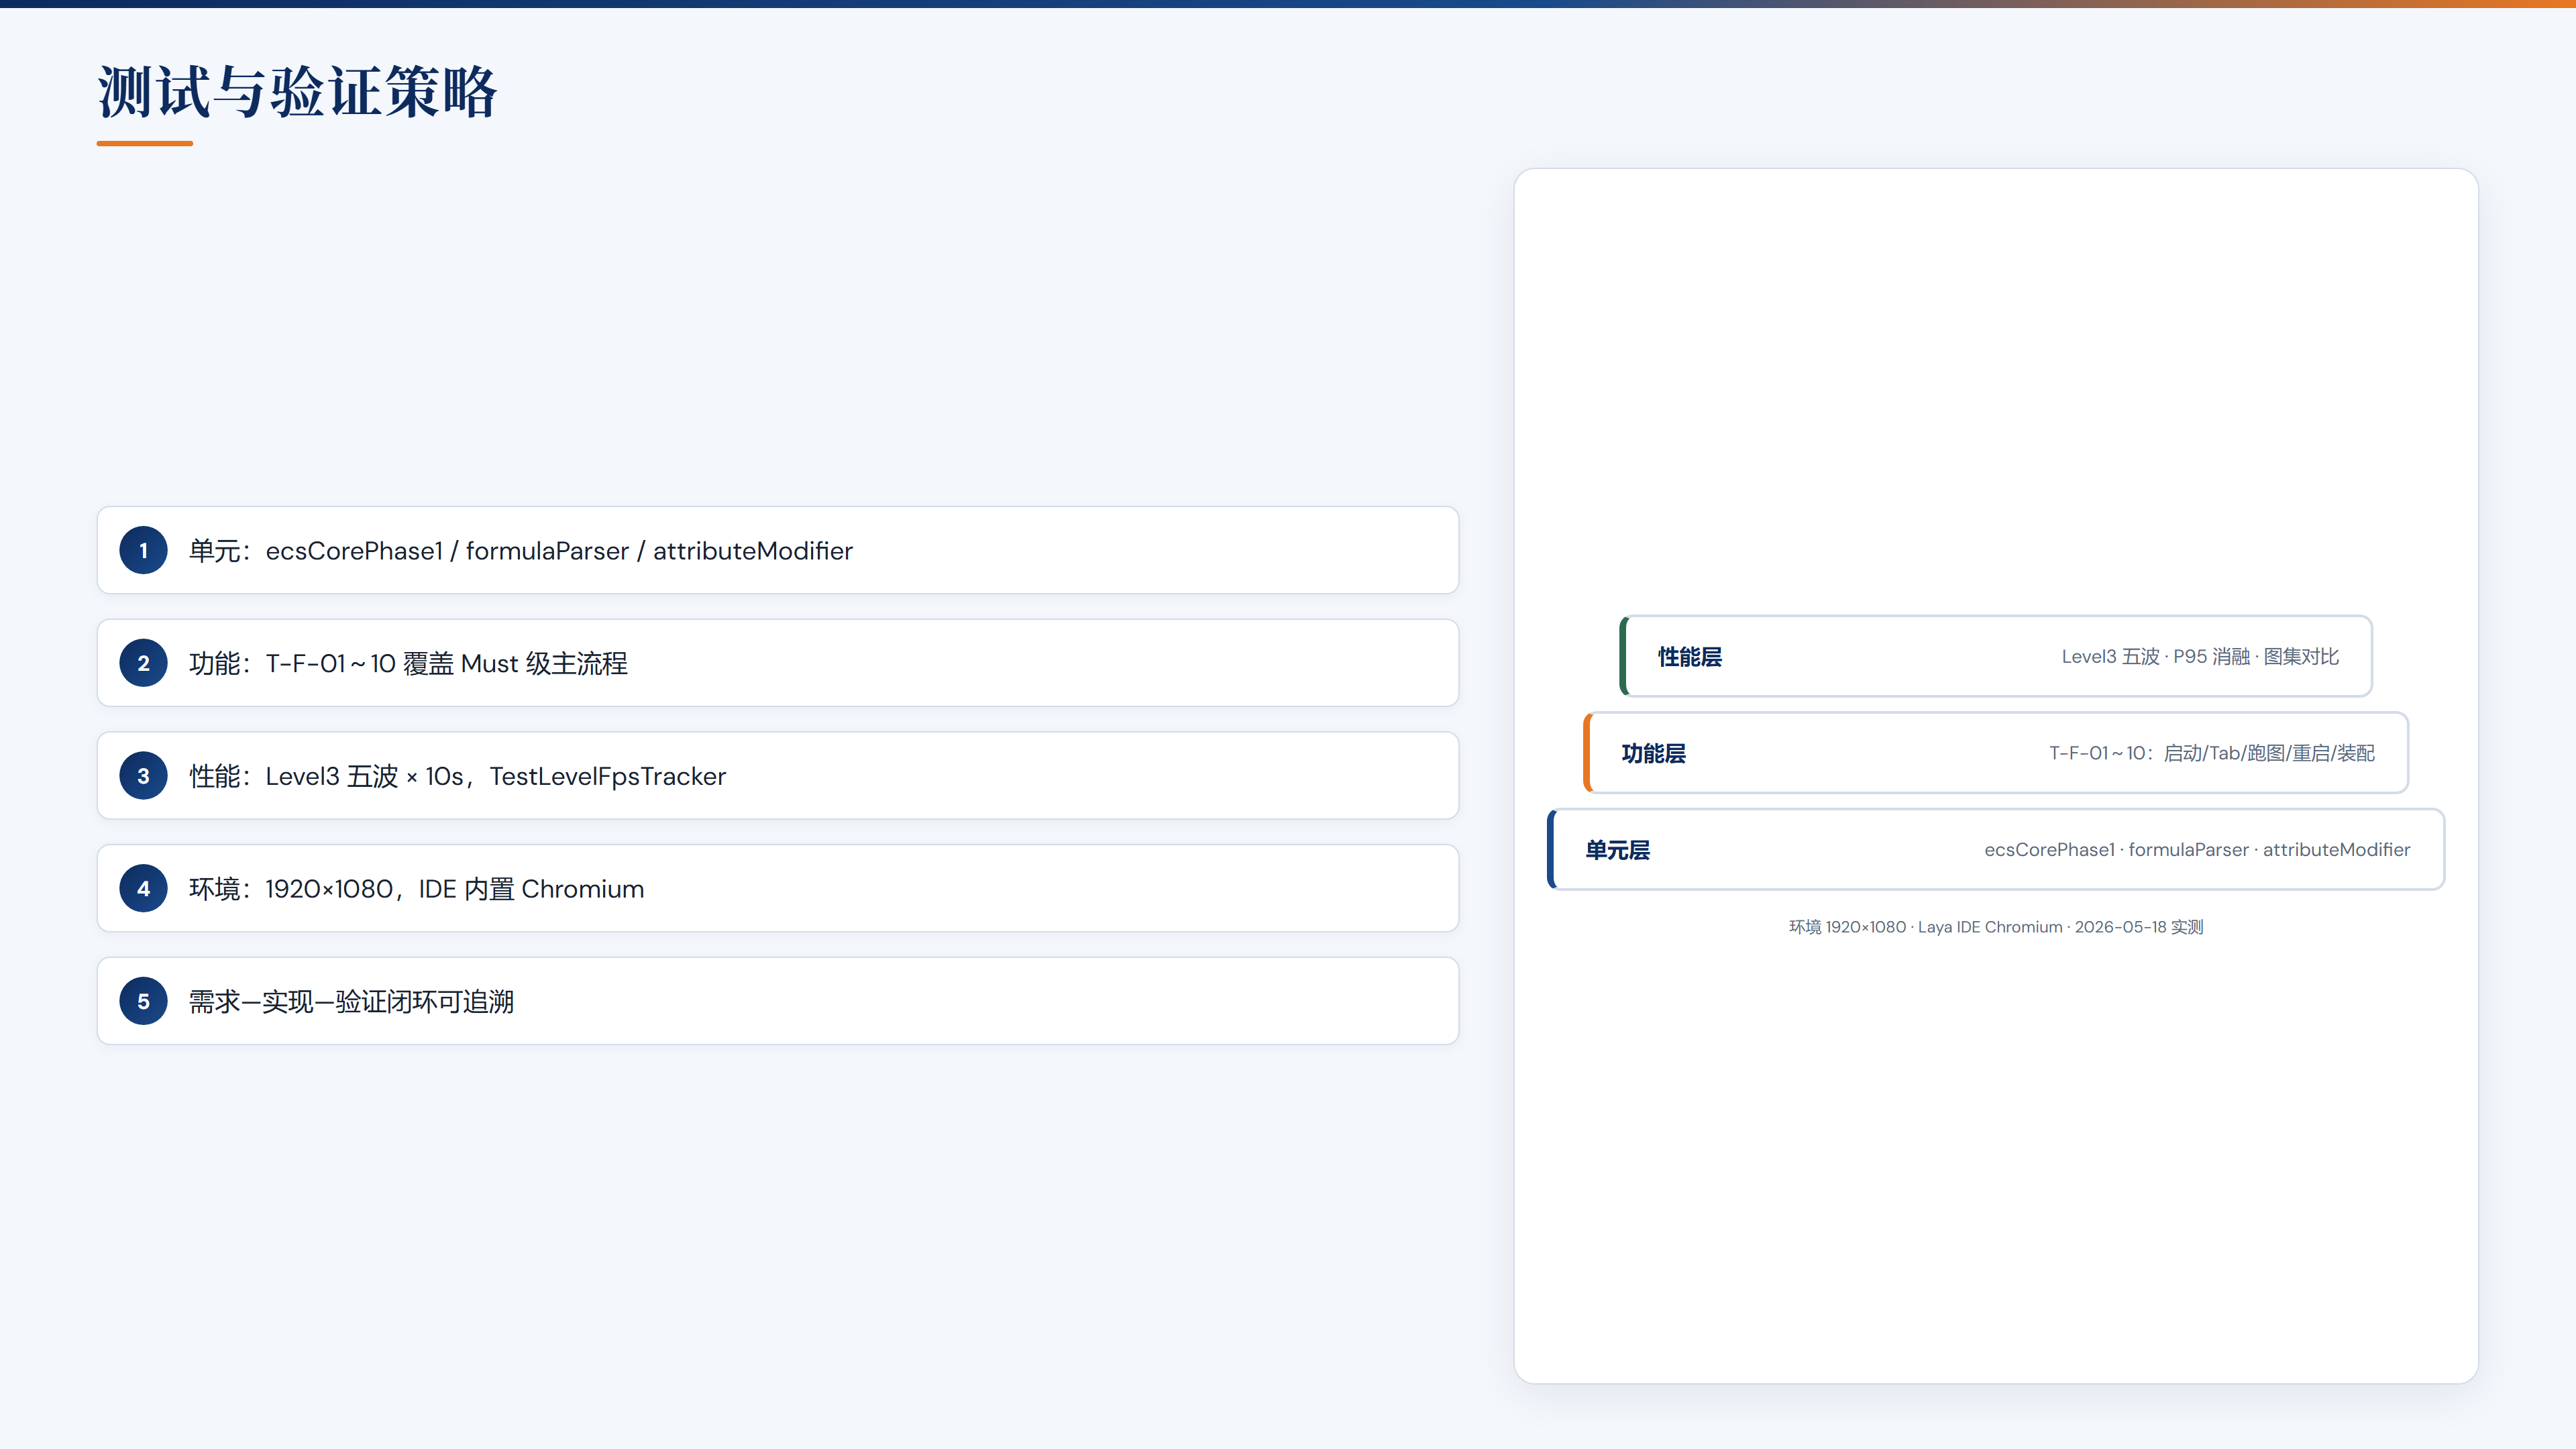 测试与验证策略
1 单元：ecsCorePhase1 / formulaParser / attributeModifier
2 功能：T-F-01～10 覆盖 Must 级主流程
3 性能：Level3 五波 × 10s，TestLevelFpsTracker
4 环境：1920×1080，IDE 内置 Chromium
5 需求—实现—验证闭环可追溯
性能层 Level3 五波 · P95 消融 · 图集对比
功能层 T-F-01～10：启动/Tab/跑图/重启/装配
单元层 ecsCorePhase1 · formulaParser · attributeModifier
环境 1920×1080 · Laya IDE Chromium · 2026-05-18 实测